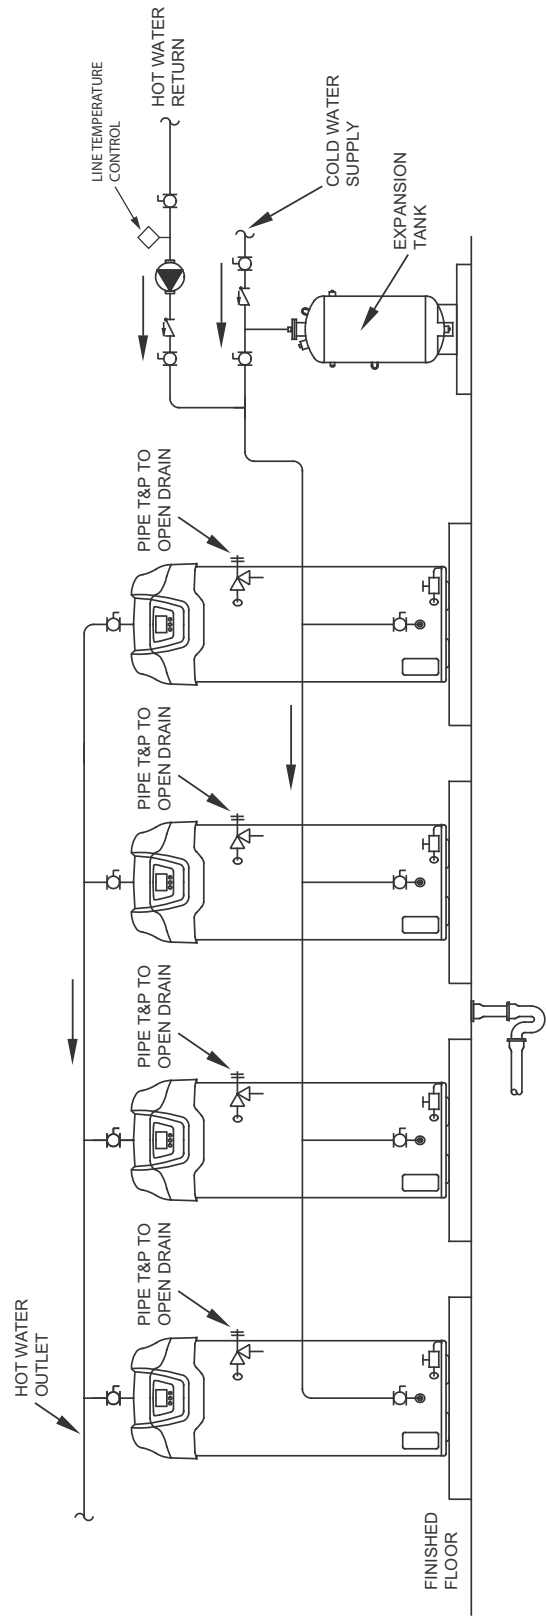 HOT WATER
OUTLET
PIPE T&P TO
OPEN DRAIN
PIPE T&P TO
OPEN DRAIN
PIPE T&P TO
OPEN DRAIN
PIPE T&P TO
OPEN DRAIN
LINE TEMPERATURE
CONTROL
HOT WATER
RETURN
COLD WATER
SUPPLY
EXPANSION
TANK
FINISHED
FLOOR